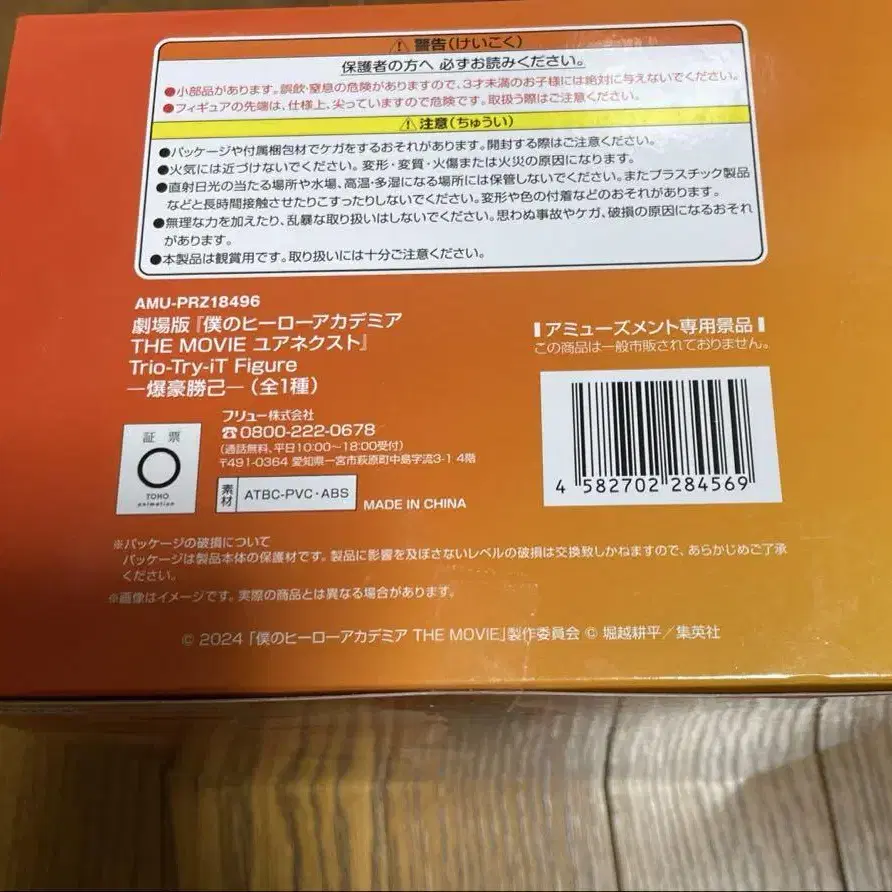 ⚠警告(けいこく)
保護者の方へ 必ずお読みください。
●小部品があります。誤飲・窒息の危険がありますので、3才未満のお子様には絶対に与えないでください。
●フィギュアの先端は、仕様上、尖っていますので危険です。取扱う際はご注意ください。
⚠注意(ちゅうい)
●パッケージや付属梱包材でケガをするおそれがあります。開封する際はご注意ください。
●火気には近づけないでください。変形・変質・火傷または火災の原因になります。
●直射日光の当たる場所や水場、高温・多湿になる場所には保管しないでください。またプラスチック製品
などと長時間接触させたりこすったりしないでください。変形や色の付着などのおそれがあります。
●無理な力を加えたり、乱暴な取り扱いはしないでください。思わぬ事故やケガ、破損の原因になるおそれ
があります。
●本製品は観賞用です。取り扱いには十分ご注意ください。
AMU-PRZ18496
劇場版『僕のヒーローアカデミア
THE MOVIE ユアネクスト』
Trio-Try-iT Figure
―爆豪勝己―(全1種)
アミューズメント専用景品
この商品は一般市販されておりません。
フリュー株式会社
☎0800-222-0678
(通話無料、平日10:00～18:00受付)
〒491-0364 愛知県一宮市萩原町中島字流3-1 4階
証票
TOHO
animation
素材
ATBC-PVC・ABS
MADE IN CHINA
4 582702 284569
※パッケージの破損について
パッケージは製品本体の保護材です。製品に影響を及ぼさないレベルの破損は交換致しかねますので、あらかじめご了承
ください。
※画像はイメージです。実際の商品とは異なる場合があります。
© 2024「僕のヒーローアカデミア THE MOVIE」製作委員会 © 堀越耕平／集英社